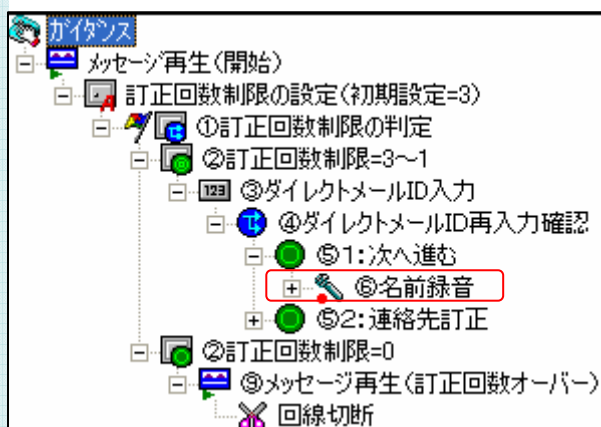 ガイダンス
メッセージ再生(開始)
訂正回数制限の設定(初期設定=3)
①訂正回数制限の判定
②訂正回数制限=3～1
123 ③ダイレクトメールID入力
④ダイレクトメールID再入力確認
⑤1:次へ進む
⑥名前録音
⑤2:連絡先訂正
②訂正回数制限=0
⑨メッセージ再生(訂正回数オーバー)
回線切断